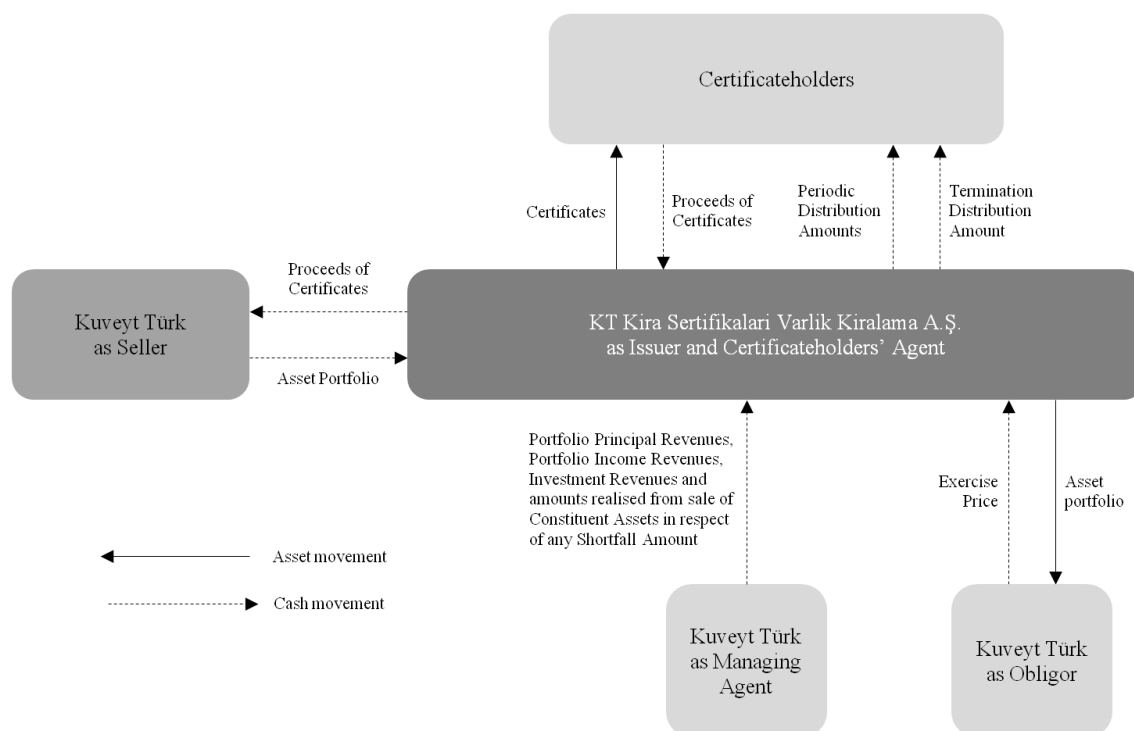 Certificateholders
Certificates
Proceeds of
Certificates
Periodic
Distribution
Amounts
Termination
Distribution
Amount
Proceeds of
Certificates
Kuveyt Türk
as Seller
Asset Portfolio
KT Kira Sertifikalari Varlik Kiralama A.Ş.
as Issuer and Certificateholders’ Agent
Portfolio Principal Revenues,
Portfolio Income Revenues,
Investment Revenues and
amounts realised from sale of
Constituent Assets in respect
of any Shortfall Amount
Exercise
Price
Asset
portfolio
Asset movement
Cash movement
Kuveyt Türk
as Managing
Agent
Kuveyt Türk
as Obligor